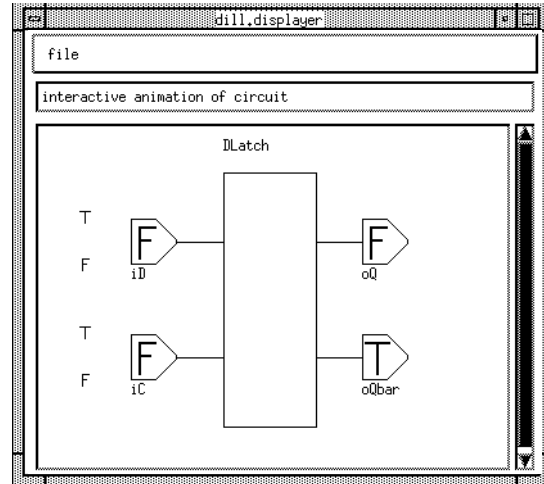 dill.displayer
file
interactive animation of circuit
DLatch
T
F F F
iD oQ
T
F F T
iC oQbar